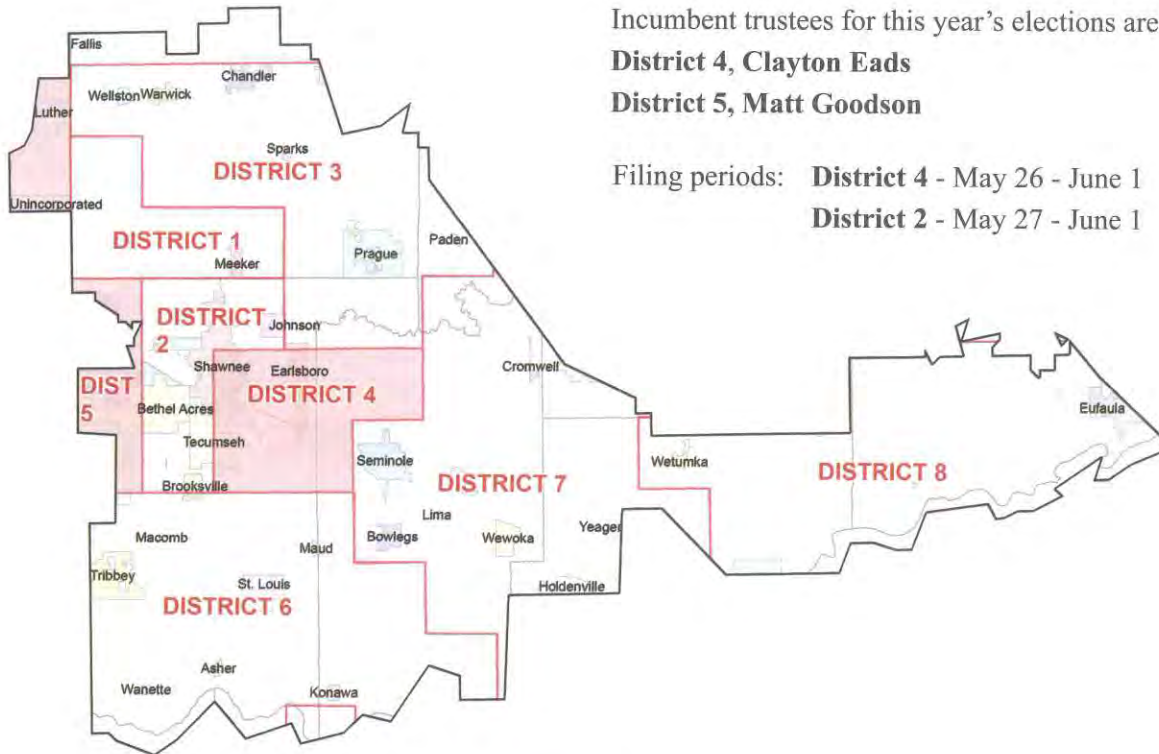 Incumbent trustees for this year's elections are
District 4, Clayton Eads
District 5, Matt Goodson
Filing periods: District 4 - May 26 - June 1
District 2 - May 27 - June 1
Fallis
Chandler
Wellston Warwick
Luther
Sparks
DISTRICT 3
Unincorporated
DISTRICT 1
Paden
Prague
Meeker
DISTRICT
2
Johnson
Shawnee
Earlsboro
Cromwell
DIST
5
DISTRICT 4
Bethel Acres
Eufaula
Tecumseh
Seminole
Wetumka
DISTRICT 8
Brooksville
DISTRICT 7
Lima
Yeager
Macomb
Maud
Bowlegs
Wewoka
Tribbey
St. Louis
Holdenville
DISTRICT 6
Asher
Wanette
Konawa